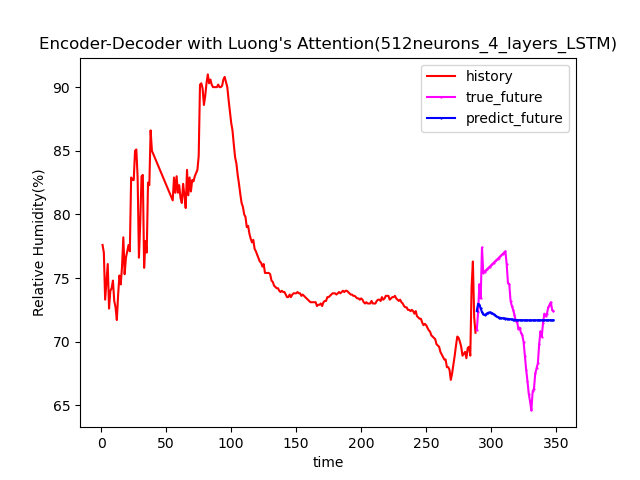 Encoder-Decoder with Luong's Attention(512neurons_4_layers_LSTM)
history
true_future
predict_future
Relative Humidity(%)
90
85
80
75
70
65
0 50 100 150 200 250 300 350
time